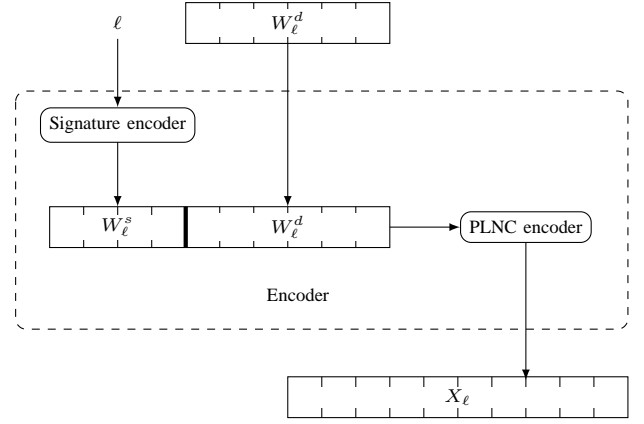 ℓ
W_ℓ^d
Signature encoder
W_ℓ^s
W_ℓ^d
PLNC encoder
Encoder
X_ℓ